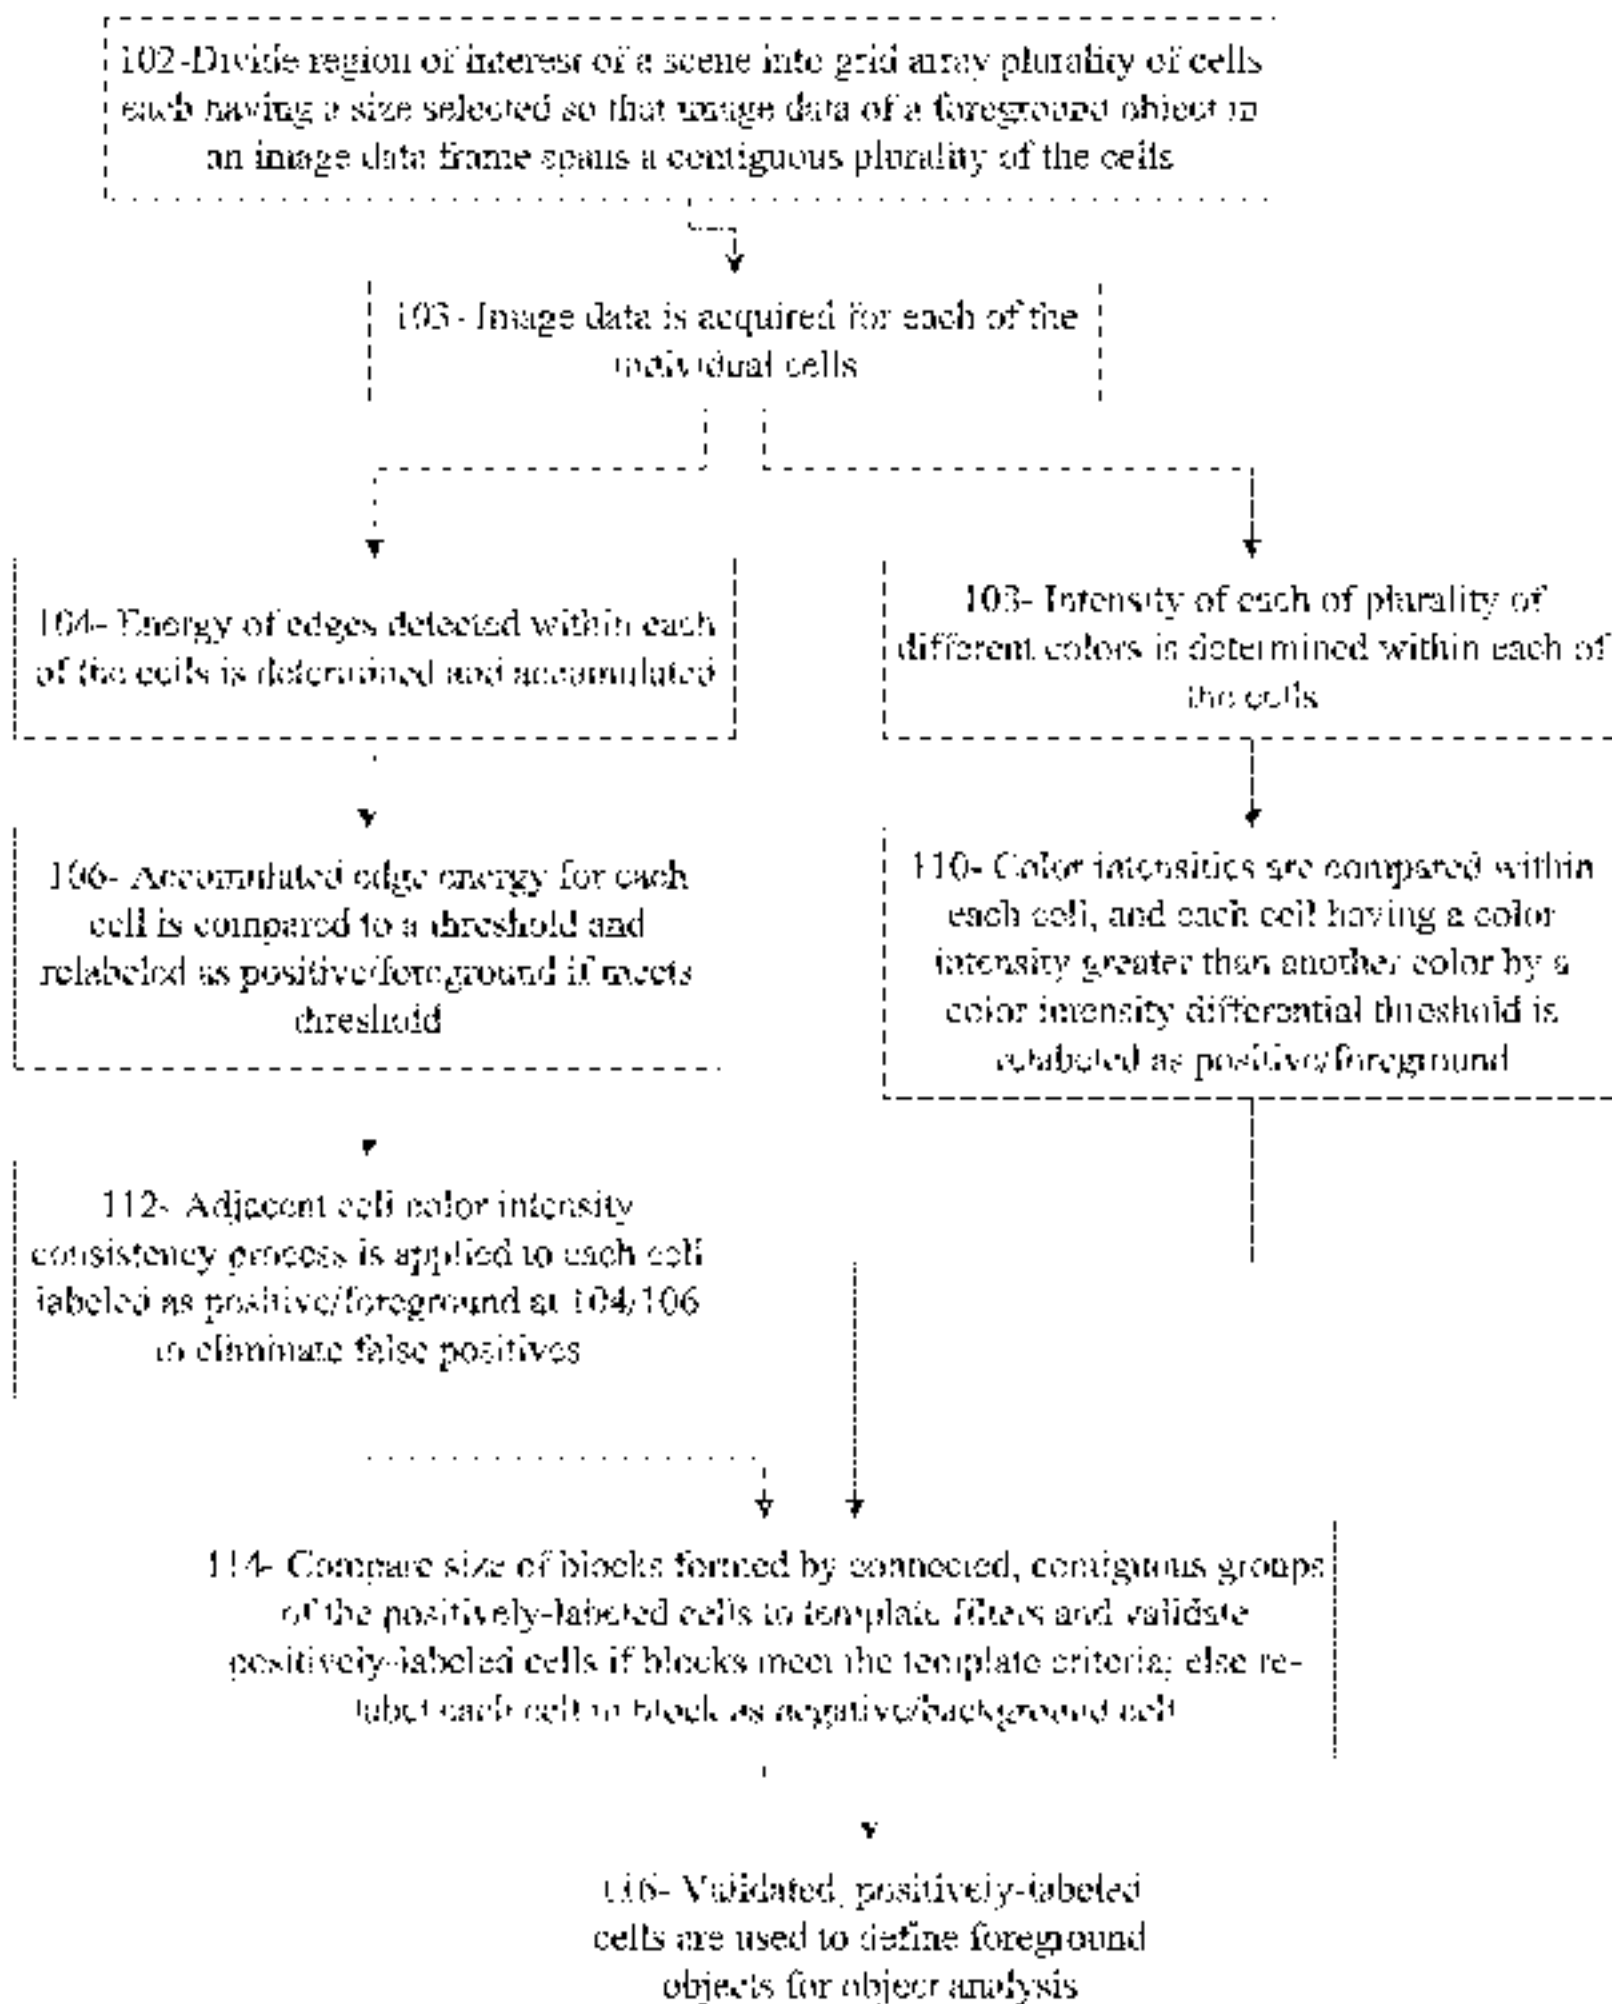 102-Divide region of interest of a scene into grid array plurality of cells
each having a size selected so that image data of a foreground object in
an image data frame spans a contiguous plurality of the cells
103- Image data is acquired for each of the
individual cells
104- Energy of edges detected within each
of the cells is determined and accumulated
108- Intensity of each of plurality of
different colors is determined within each of
the cells
106- Accumulated edge energy for each
cell is compared to a threshold and
relabeled as positive/foreground if meets
threshold
110- Color intensities are compared within
each cell, and each cell having a color
intensity greater than another color by a
color intensity differential threshold is
relabeled as positive/foreground
112- Adjacent cell color intensity
consistency process is applied to each cell
labeled as positive/foreground at 104/106
to eliminate false positives
114- Compare size of blocks formed by connected, contiguous groups
of the positively-labeled cells to template filters and validate
positively-labeled cells if blocks meet the template criteria; else re-
label each cell in block as negative/background cell
116- Validated, positively-labeled
cells are used to define foreground
objects for object analysis